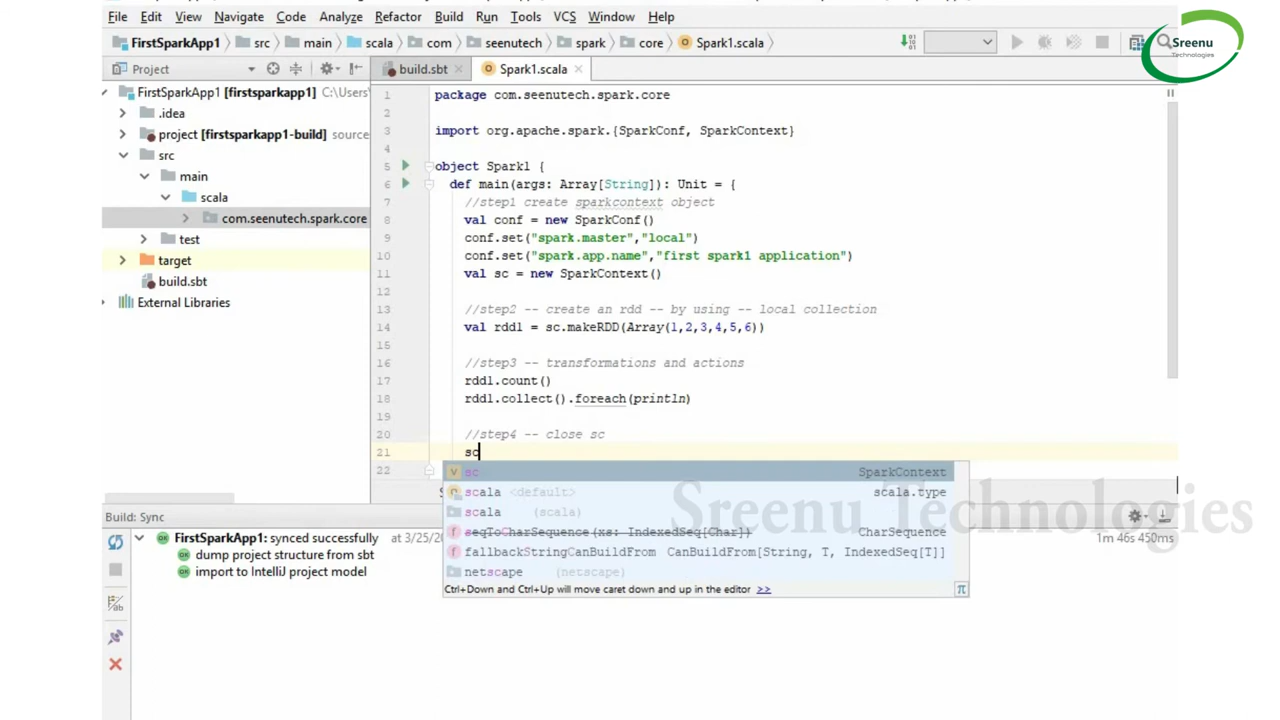 File Edit View Navigate Code Analyze Refactor Build Run Tools VCS Window Help
FirstSparkApp1 src main scala com seenutech spark core Spark1.scala
Sreenu
Technologies
Project build.sbt Spark1.scala
FirstSparkApp1 [firstsparkapp1] C:\Users\
.idea
project [firstsparkapp1-build] source
src
main
scala
com.seenutech.spark.core
test
target
build.sbt
External Libraries
1 package com.seenutech.spark.core
2
3 import org.apache.spark.{SparkConf, SparkContext}
4
5 object Spark1 {
6 def main(args: Array[String]): Unit = {
7 //step1 create sparkcontext object
8 val conf = new SparkConf()
9 conf.set("spark.master","local")
10 conf.set("spark.app.name","first spark1 application")
11 val sc = new SparkContext()
12
13 //step2 -- create an rdd -- by using -- local collection
14 val rdd1 = sc.makeRDD(Array(1,2,3,4,5,6))
15
16 //step3 -- transformations and actions
17 rdd1.count()
18 rdd1.collect().foreach(println)
19
20 //step4 -- close sc
21 sc
22
v sc SparkContext
scala <default> scala.type
scala (scala)
f seqToCharSequence(xs: IndexedSeq[Char]) CharSequence
f fallbackStringCanBuildFrom CanBuildFrom[String, T, IndexedSeq[T]]
netscape (netscape)
Ctrl+Down and Ctrl+Up will move caret down and up in the editor >> π
Sreenu Technologies
Build: Sync
FirstSparkApp1: synced successfully at 3/25/20 1m 46s 450ms
dump project structure from sbt
import to IntelliJ project model